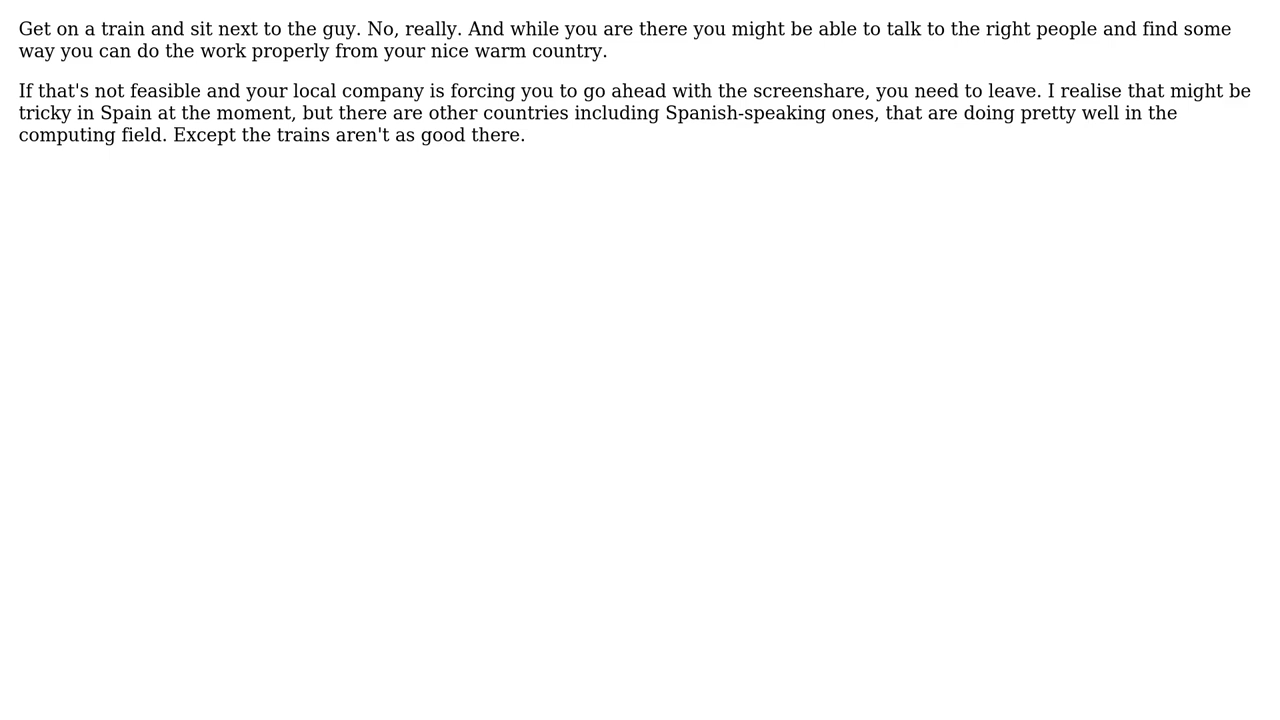 Get on a train and sit next to the guy. No, really. And while you are there you might be able to talk to the right people and find some
way you can do the work properly from your nice warm country.
If that's not feasible and your local company is forcing you to go ahead with the screenshare, you need to leave. I realise that might be
tricky in Spain at the moment, but there are other countries including Spanish-speaking ones, that are doing pretty well in the
computing field. Except the trains aren't as good there.